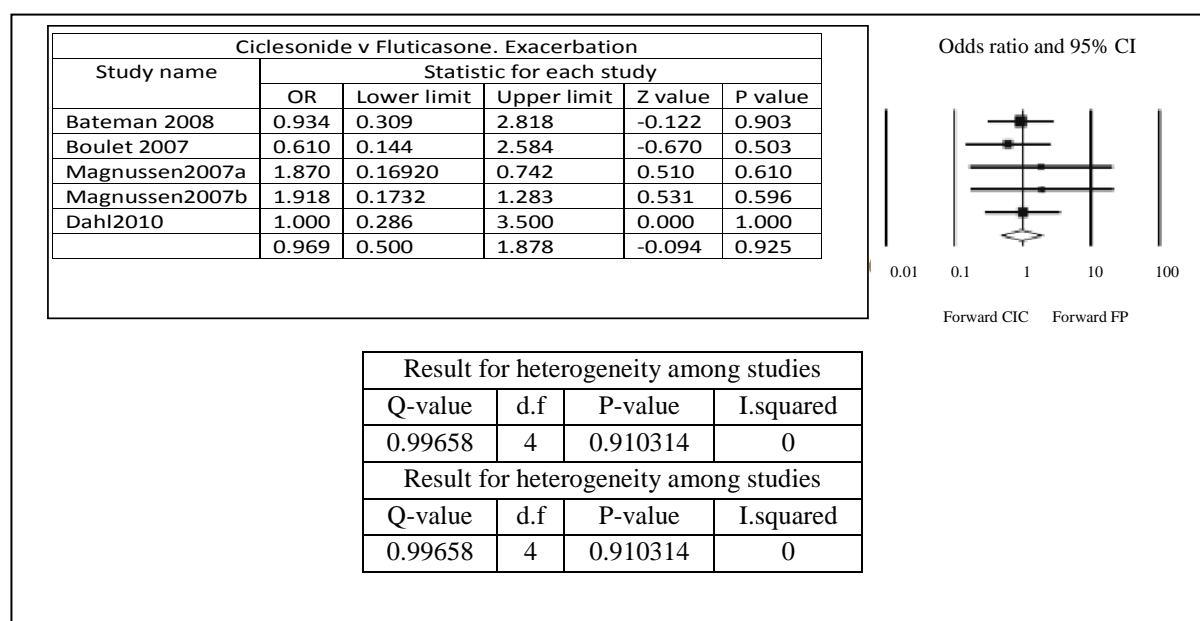 Ciclesonide v Fluticasone. Exacerbation
Study name Statistic for each study
OR Lower limit Upper limit Z value P value
Bateman 2008 0.934 0.309 2.818 -0.122 0.903
Boulet 2007 0.610 0.144 2.584 -0.670 0.503
Magnussen2007a 1.870 0.16920 0.742 0.510 0.610
Magnussen2007b 1.918 0.1732 1.283 0.531 0.596
Dahl2010 1.000 0.286 3.500 0.000 1.000
0.969 0.500 1.878 -0.094 0.925
Odds ratio and 95% CI
0.01 0.1 1 10 100
Forward CIC Forward FP
Result for heterogeneity among studies
Q-value d.f P-value I.squared
0.99658 4 0.910314 0
Result for heterogeneity among studies
Q-value d.f P-value I.squared
0.99658 4 0.910314 0